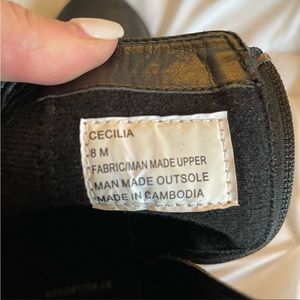 CECILIA
8 M
FABRIC/MAN MADE UPPER
MAN MADE OUTSOLE
MADE IN CAMBODIA